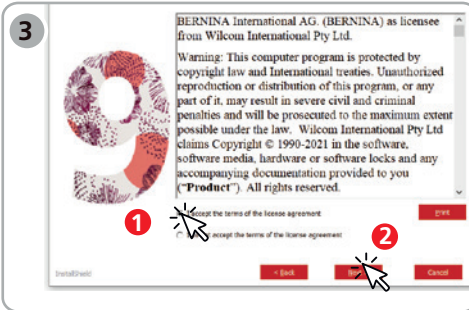 3
BERNINA International AG. (BERNINA) as licensee
from Wilcom International Pty Ltd.
Warning: This computer program is protected by
copyright law and International treaties. Unauthorized
reproduction or distribution of this program, or any
part of it, may result in severe civil and criminal
penalties and will be prosecuted to the maximum extent
possible under the law. Wilcom International Pty Ltd
claims Copyright © 1990-2021 in the software,
software media, hardware or software locks and any
accompanying documentation provided to you
("Product"). All rights reserved.
9
1
accept the terms of the license agreement
Print
accept the terms of the license agreement
2
InstallShield
< Back
Cancel